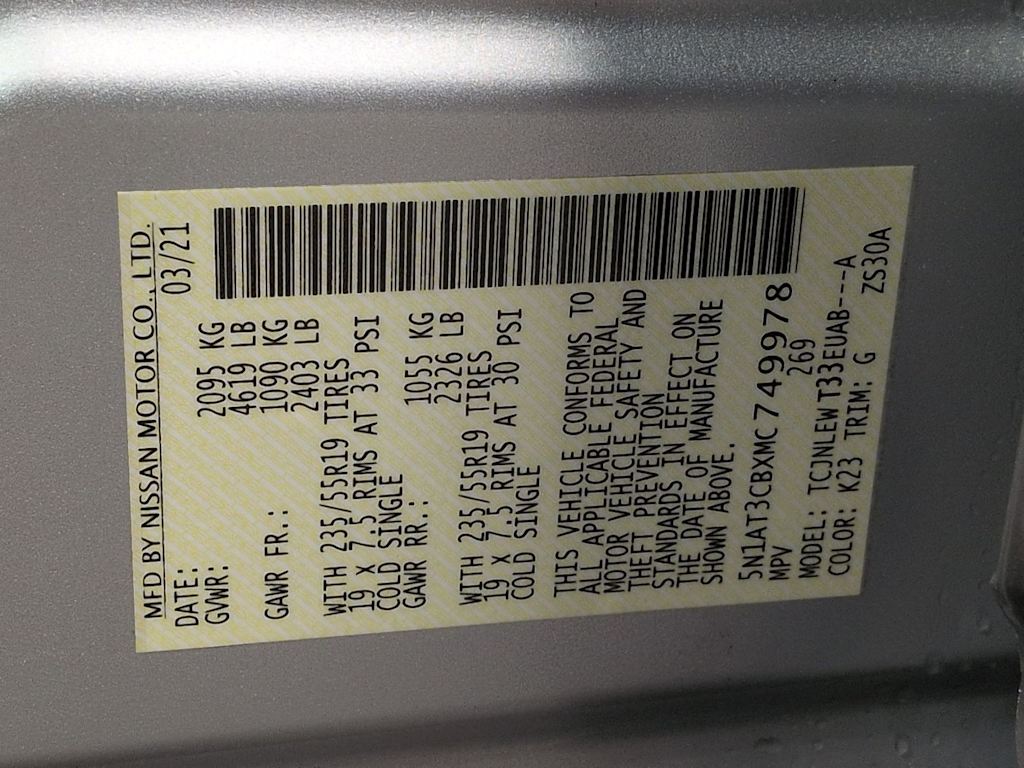 MFD BY NISSAN MOTOR CO., LTD.
DATE: 03/21
GVWR: 2095 KG
4619 LB
GAWR FR.: 1090 KG
2403 LB
WITH 235/55R19 TIRES
19 X 7.5 RIMS AT 33 PSI
COLD SINGLE
GAWR RR.: 1055 KG
2326 LB
WITH 235/55R19 TIRES
19 X 7.5 RIMS AT 30 PSI
COLD SINGLE
THIS VEHICLE CONFORMS TO
ALL APPLICABLE FEDERAL
MOTOR VEHICLE SAFETY AND
THEFT PREVENTION
STANDARDS IN EFFECT ON
THE DATE OF MANUFACTURE
SHOWN ABOVE.
5N1AT3CBXMC749978
MPV 269
MODEL: TCJNLEWT33EUAB---A
COLOR: K23 TRIM: G ZS30A